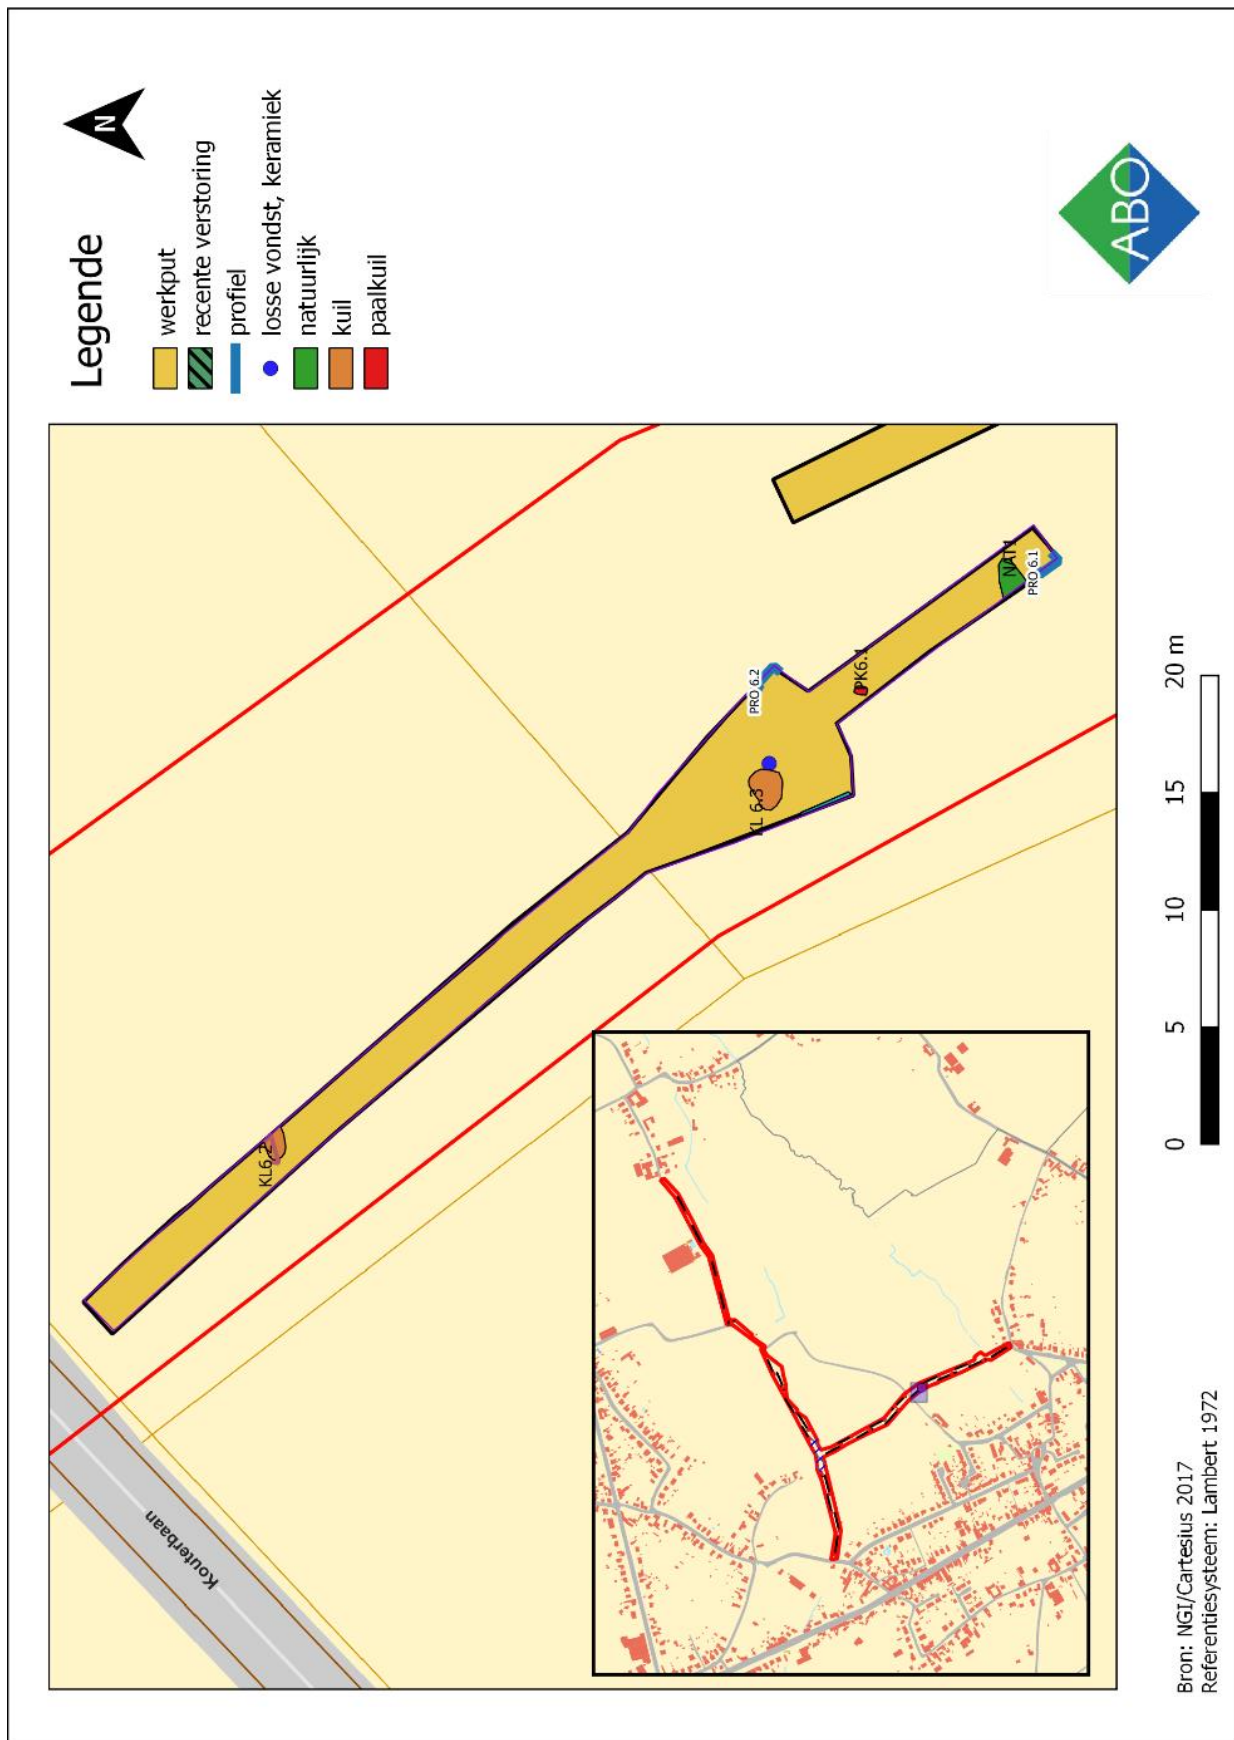 Legende
werkput
recente verstoring
profiel
losse vondst, keramiek
natuurlijk
kuil
paalkuil
N
Kouterbaan
KL6.2
KL 6.3
PRO 6.2
PK6.1
NAT1
PRO 6.1
0 5 10 15 20 m
Bron: NGI/Cartesius 2017
Referentiesysteem: Lambert 1972
ABO